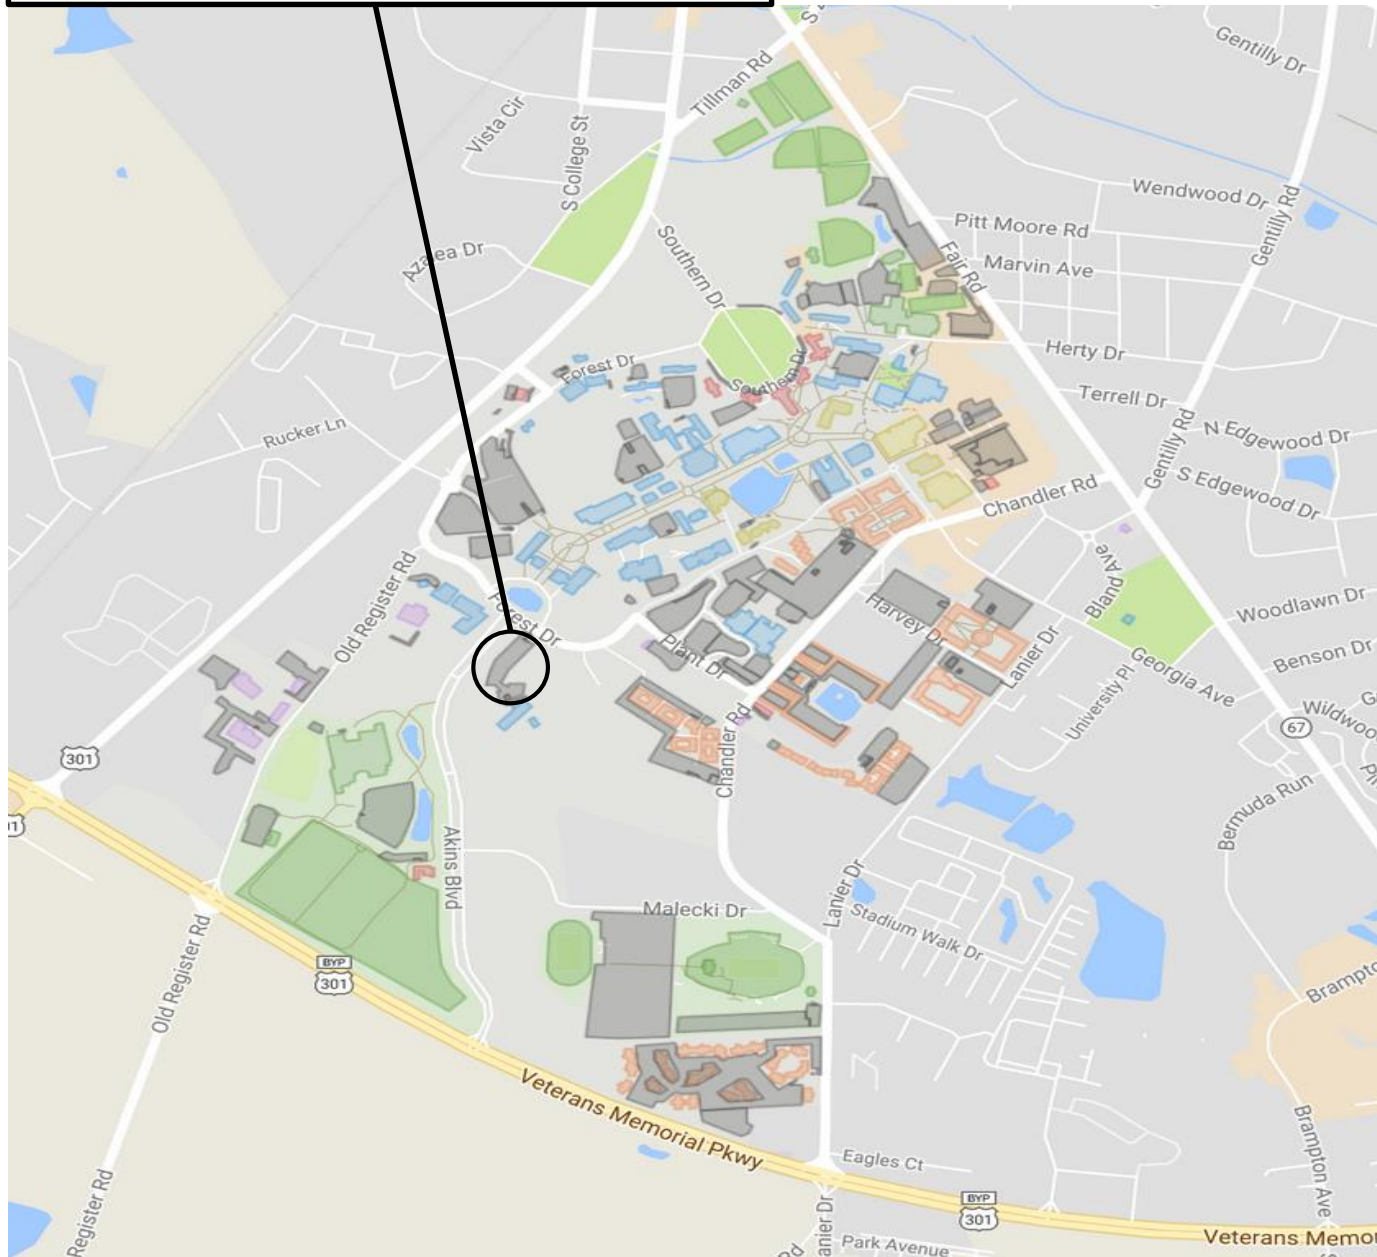 Gentilly Dr
Tillman Rd
Vista Cir
S College St
Wendwood Dr
Gentilly Rd
Pitt Moore Rd
Azalea Dr
Southern Dr
Fair Rd
Marvin Ave
Herty Dr
Forest Dr
Southern Dr
Terrell Dr
Rucker Ln
Gentilly Rd
N Edgewood Dr
S Edgewood Dr
Chandler Rd
Old Register Rd
Bland Ave
Forest Dr
Harvey Dr
Woodlawn Dr
Plant Dr
Lanier Dr
Georgia Ave
Benson Dr
University Pl
Chandler Rd
67
301
Bermuda Run
Akins Blvd
Lanier Dr
Malecki Dr
Stadium Walk Dr
Old Register Rd
BYP
301
Veterans Memorial Pkwy
Brampton Ave
Eagles Ct
Register Rd
BYP
301
Park Avenue